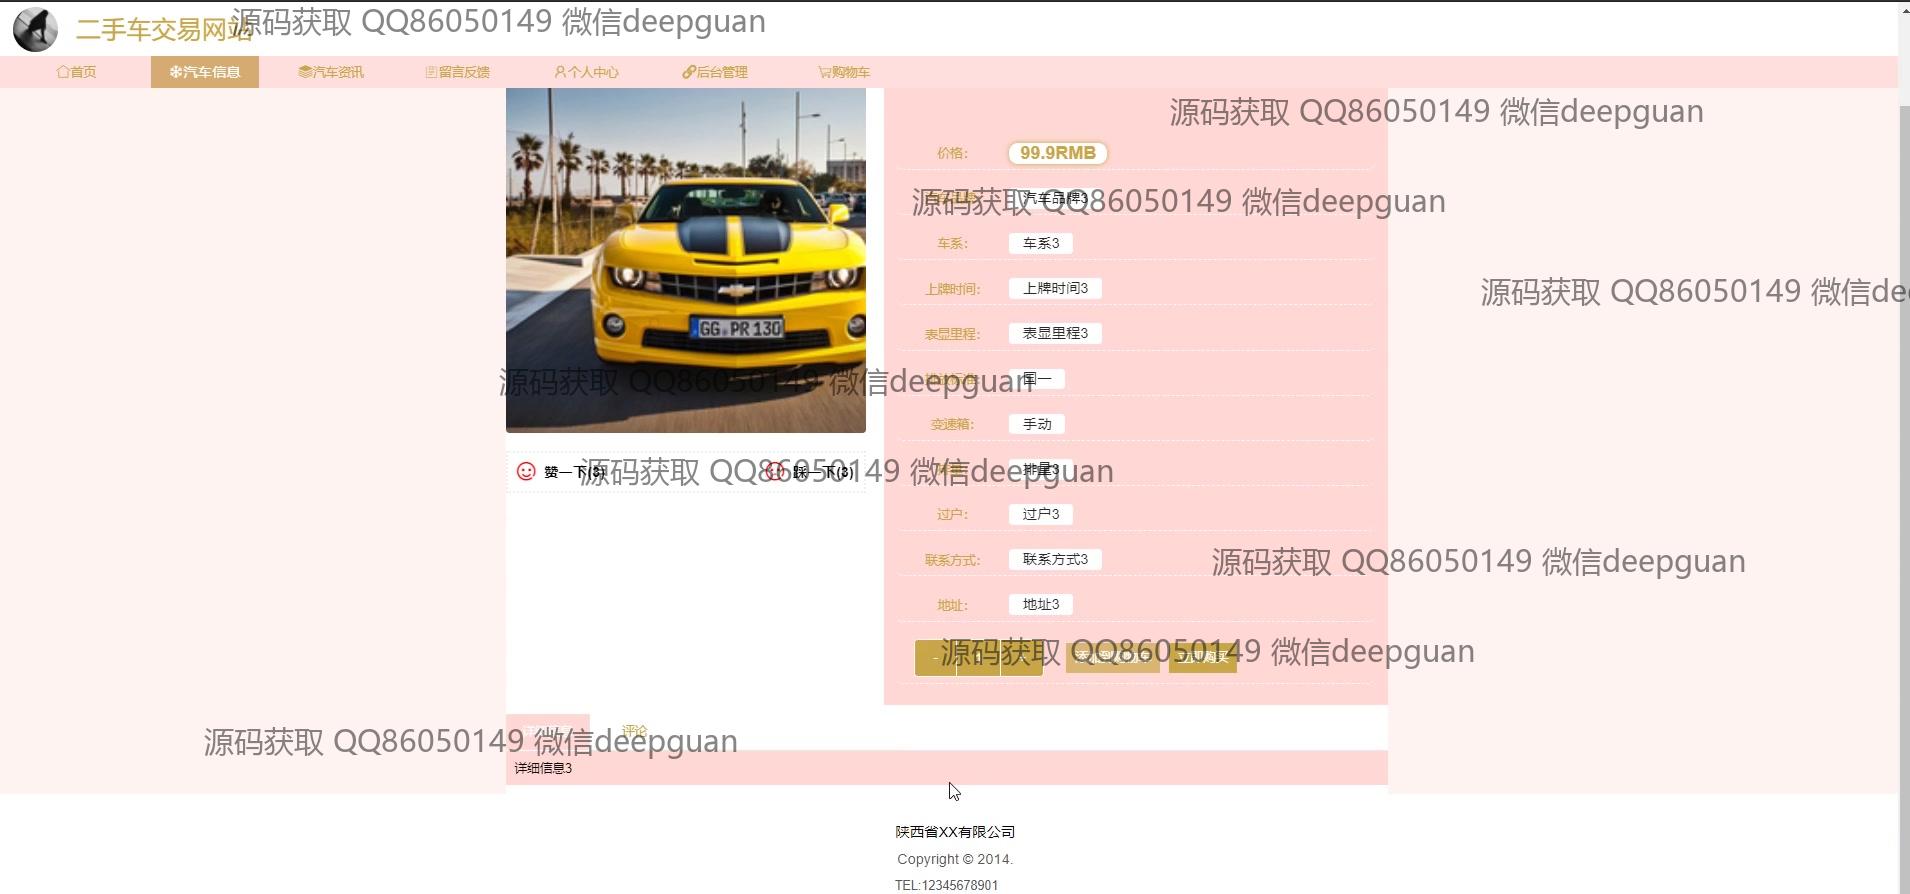 二手车交易网站
源码获取 QQ86050149 微信deepguan
首页
汽车信息
汽车资讯
留言反馈
个人中心
后台管理
购物车
源码获取 QQ86050149 微信deepguan
价格：
99.9RMB
汽车品牌3
源码获取 QQ86050149 微信deepguan
车系：
车系3
上牌时间：
上牌时间3
源码获取 QQ86050149 微信de
表显里程：
表显里程3
GG PR 130
源码获取 QQ86050149 微信deepguan
国一
变速箱：
手动
赞一下(3)
踩一下(3)
源码获取 QQ86050149 微信deepguan
排量3
过户：
过户3
联系方式：
联系方式3
源码获取 QQ86050149 微信deepguan
地址：
地址3
源码获取 QQ86050149 微信deepguan
-
添加到购物车
立即购买
评论
源码获取 QQ86050149 微信deepguan
详细信息3
陕西省XX有限公司
Copyright © 2014.
TEL:12345678901